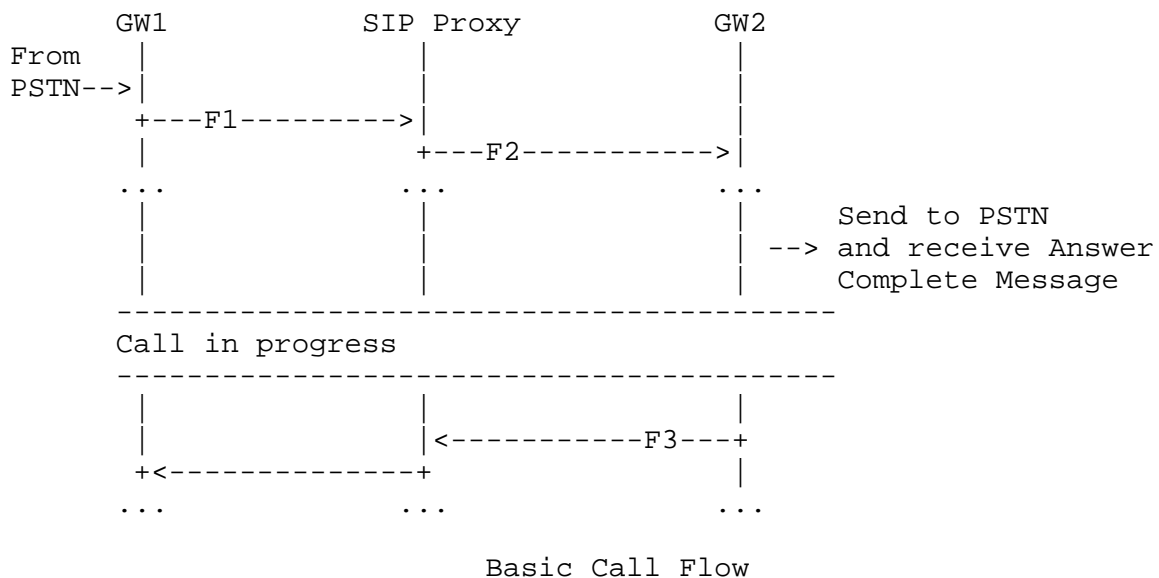 GW1 SIP Proxy GW2
From | | |
PSTN-->| | |
+---F1--------->| |
| +---F2----------->|
... ... ...
| | | Send to PSTN
| | | --> and receive Answer
| | | Complete Message
-----------------------------------------
Call in progress
-----------------------------------------
| | |
| |<-----------F3---+
+<--------------+ |
... ... ...
Basic Call Flow